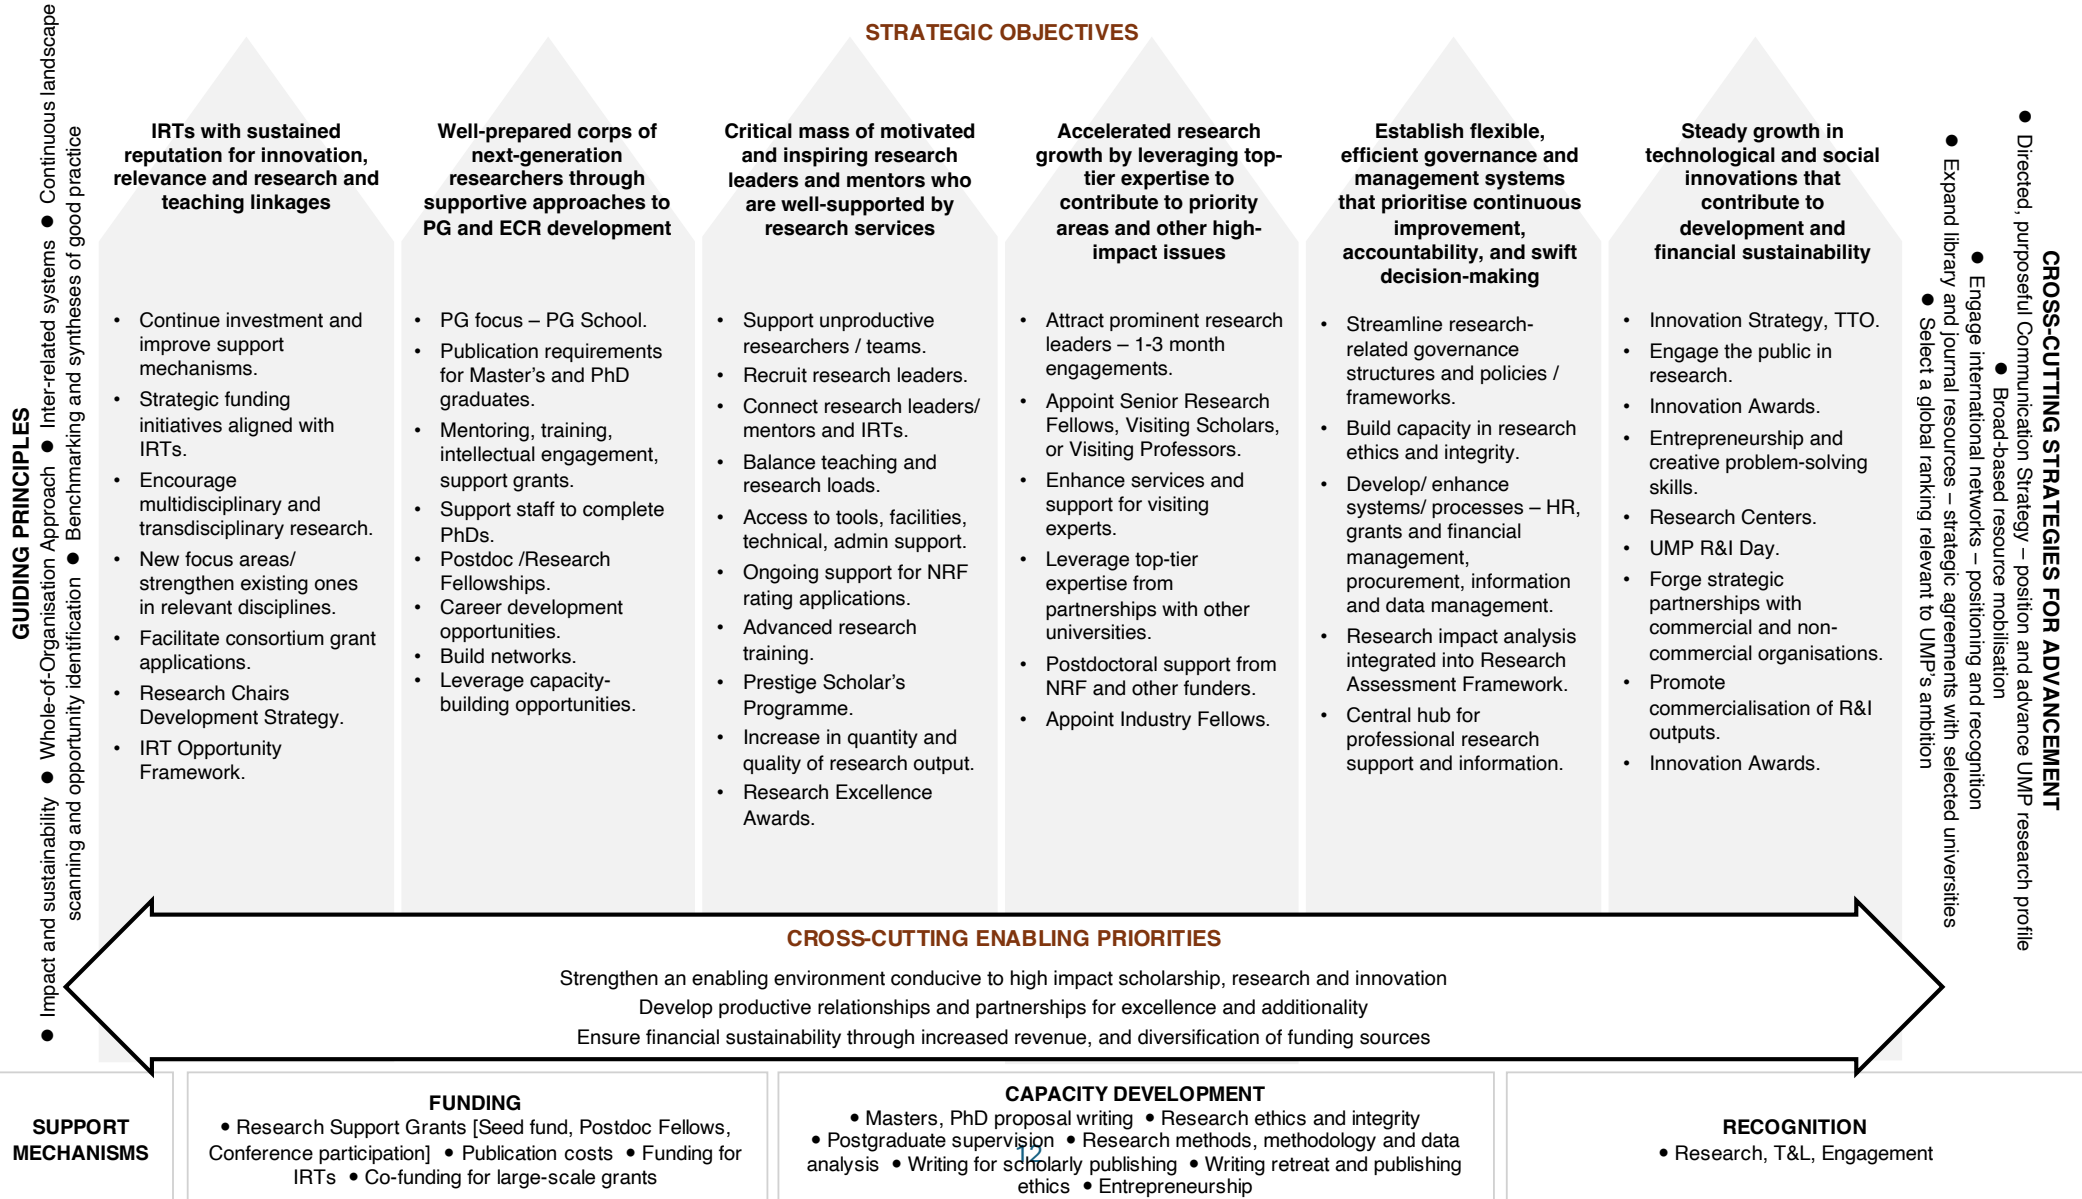 STRATEGIC OBJECTIVES
GUIDING PRINCIPLES
● Impact and sustainability ● Whole-of-Organisation Approach ● Inter-related systems ● Continuous landscape
scanning and opportunity identification ● Benchmarking and syntheses of good practice
IRTs with sustained
reputation for innovation,
relevance and research and
teaching linkages
• Continue investment and
improve support
mechanisms.
• Strategic funding
initiatives aligned with
IRTs.
• Encourage
multidisciplinary and
transdisciplinary research.
• New focus areas/
strengthen existing ones
in relevant disciplines.
• Facilitate consortium grant
applications.
• Research Chairs
Development Strategy.
• IRT Opportunity
Framework.
Well-prepared corps of
next-generation
researchers through
supportive approaches to
PG and ECR development
• PG focus – PG School.
• Publication requirements
for Master's and PhD
graduates.
• Mentoring, training,
intellectual engagement,
support grants.
• Support staff to complete
PhDs.
• Postdoc /Research
Fellowships.
• Career development
opportunities.
• Build networks.
• Leverage capacity-
building opportunities.
Critical mass of motivated
and inspiring research
leaders and mentors who
are well-supported by
research services
• Support unproductive
researchers / teams.
• Recruit research leaders.
• Connect research leaders/
mentors and IRTs.
• Balance teaching and
research loads.
• Access to tools, facilities,
technical, admin support.
• Ongoing support for NRF
rating applications.
• Advanced research
training.
• Prestige Scholar's
Programme.
• Increase in quantity and
quality of research output.
• Research Excellence
Awards.
Accelerated research
growth by leveraging top-
tier expertise to
contribute to priority
areas and other high-
impact issues
• Attract prominent research
leaders – 1-3 month
engagements.
• Appoint Senior Research
Fellows, Visiting Scholars,
or Visiting Professors.
• Enhance services and
support for visiting
experts.
• Leverage top-tier
expertise from
partnerships with other
universities.
• Postdoctoral support from
NRF and other funders.
• Appoint Industry Fellows.
Establish flexible,
efficient governance and
management systems
that prioritise continuous
improvement,
accountability, and swift
decision-making
• Streamline research-
related governance
structures and policies /
frameworks.
• Build capacity in research
ethics and integrity.
• Develop/ enhance
systems/ processes – HR,
grants and financial
management,
procurement, information
and data management.
• Research impact analysis
integrated into Research
Assessment Framework.
• Central hub for
professional research
support and information.
Steady growth in
technological and social
innovations that
contribute to
development and
financial sustainability
• Innovation Strategy, TTO.
• Engage the public in
research.
• Innovation Awards.
• Entrepreneurship and
creative problem-solving
skills.
• Research Centers.
• UMP R&I Day.
• Forge strategic
partnerships with
commercial and non-
commercial organisations.
• Promote
commercialisation of R&I
outputs.
• Innovation Awards.
CROSS-CUTTING STRATEGIES FOR ADVANCEMENT
● Directed, purposeful Communication Strategy – position and advance UMP research profile
● Broad-based resource mobilisation
● Engage international networks – positioning and recognition
● Expand library and journal resources – strategic agreements with selected universities
● Select a global ranking relevant to UMP's ambition
CROSS-CUTTING ENABLING PRIORITIES
Strengthen an enabling environment conducive to high impact scholarship, research and innovation
Develop productive relationships and partnerships for excellence and additionality
Ensure financial sustainability through increased revenue, and diversification of funding sources
SUPPORT
MECHANISMS
FUNDING
● Research Support Grants [Seed fund, Postdoc Fellows,
Conference participation] ● Publication costs ● Funding for
IRTs ● Co-funding for large-scale grants
CAPACITY DEVELOPMENT
● Masters, PhD proposal writing ● Research ethics and integrity
● Postgraduate supervision ● Research methods, methodology and data
analysis ● Writing for scholarly publishing ● Writing retreat and publishing
ethics ● Entrepreneurship
12
RECOGNITION
● Research, T&L, Engagement